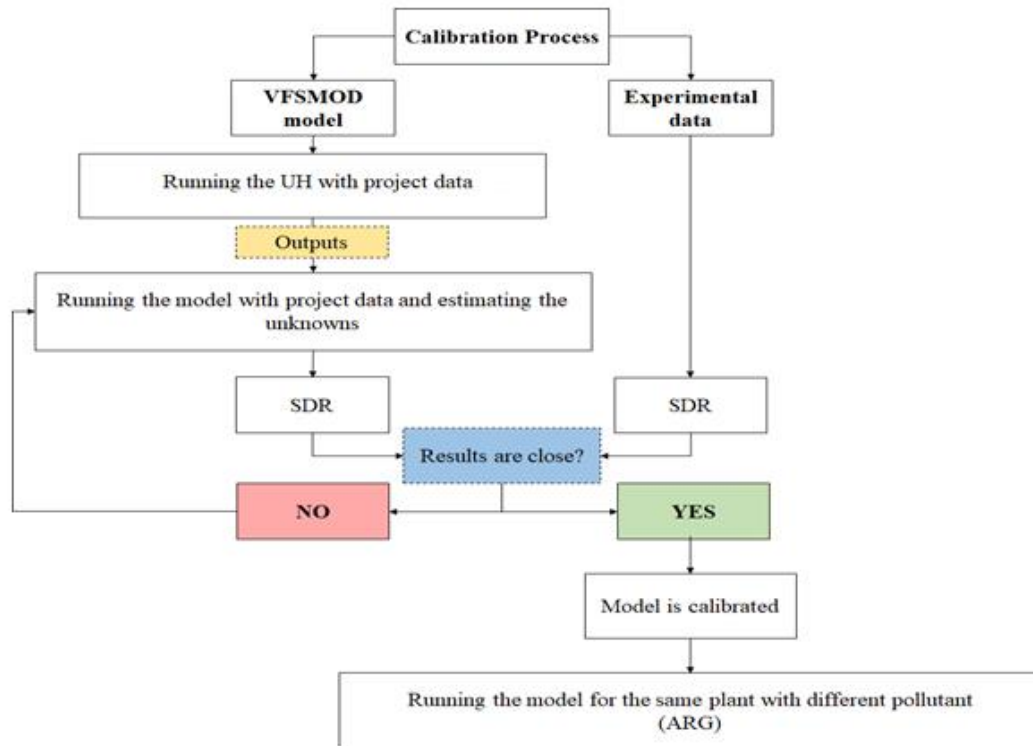 Calibration Process
VFSMOD
model
Experimental
data
Running the UH with project data
Outputs
Running the model with project data and estimating the
unknowns
SDR
SDR
Results are close?
NO
YES
Model is calibrated
Running the model for the same plant with different pollutant
(ARG)